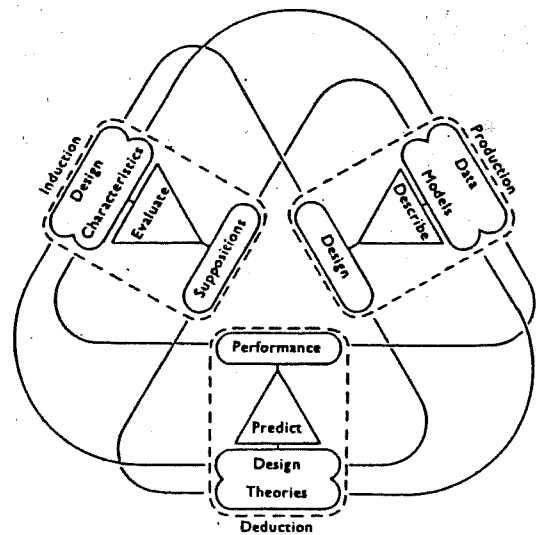 Induction
Design
Characteristics
Evaluate
Suppositions
Production
Data
Models
Describe
Design
Performance
Predict
Design
Theories
Deduction